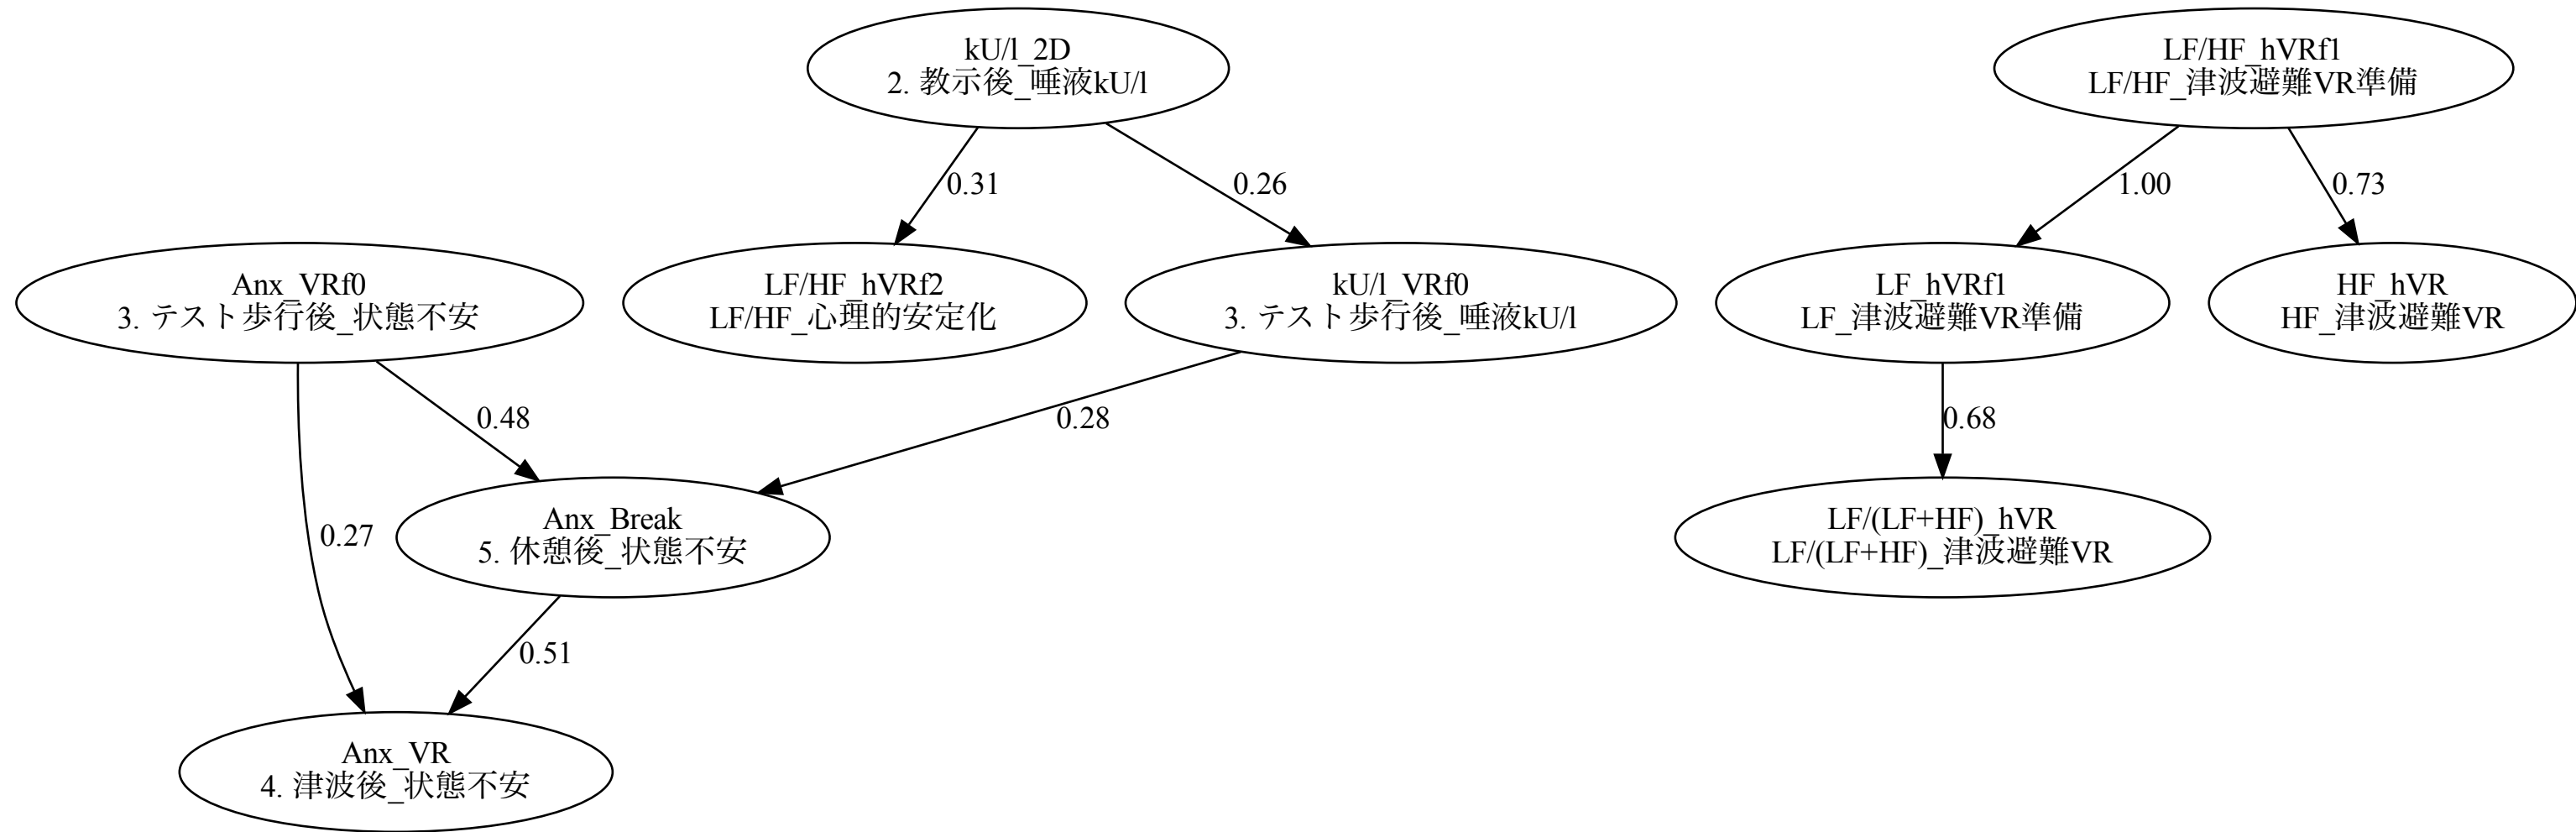 kU/l_2D
2. 教示後_唾液kU/l
LF/HF_hVRf1
LF/HF_津波避難VR準備
0.31
0.26
1.00
0.73
Anx_VRf0
3. テスト歩行後_状態不安
LF/HF_hVRf2
LF/HF_心理的安定化
kU/l_VRf0
3. テスト歩行後_唾液kU/l
LF_hVRf1
LF_津波避難VR準備
HF_hVR
HF_津波避難VR
0.48
0.28
0.68
0.27
Anx_Break
5. 休憩後_状態不安
LF/(LF+HF)_hVR
LF/(LF+HF)_津波避難VR
0.51
Anx_VR
4. 津波後_状態不安